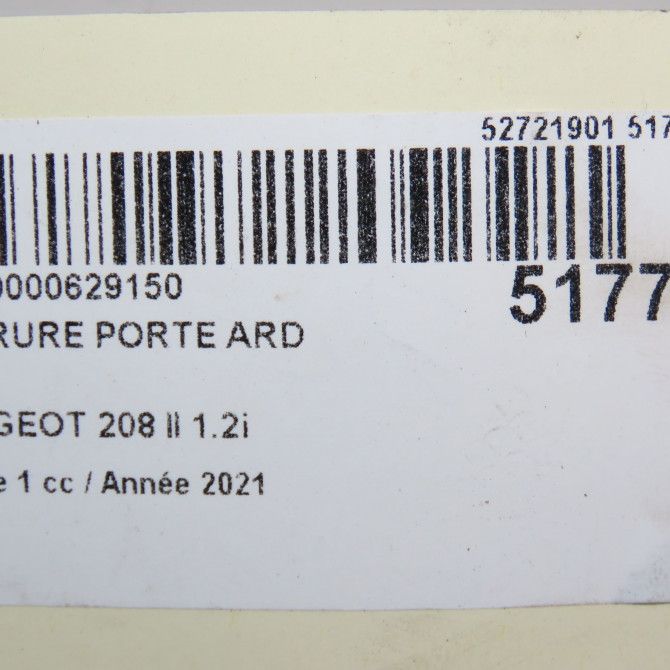 52721901 517
0000629150
5177
RURE PORTE ARD
GEOT 208 II 1.2i
e 1 cc / Année 2021